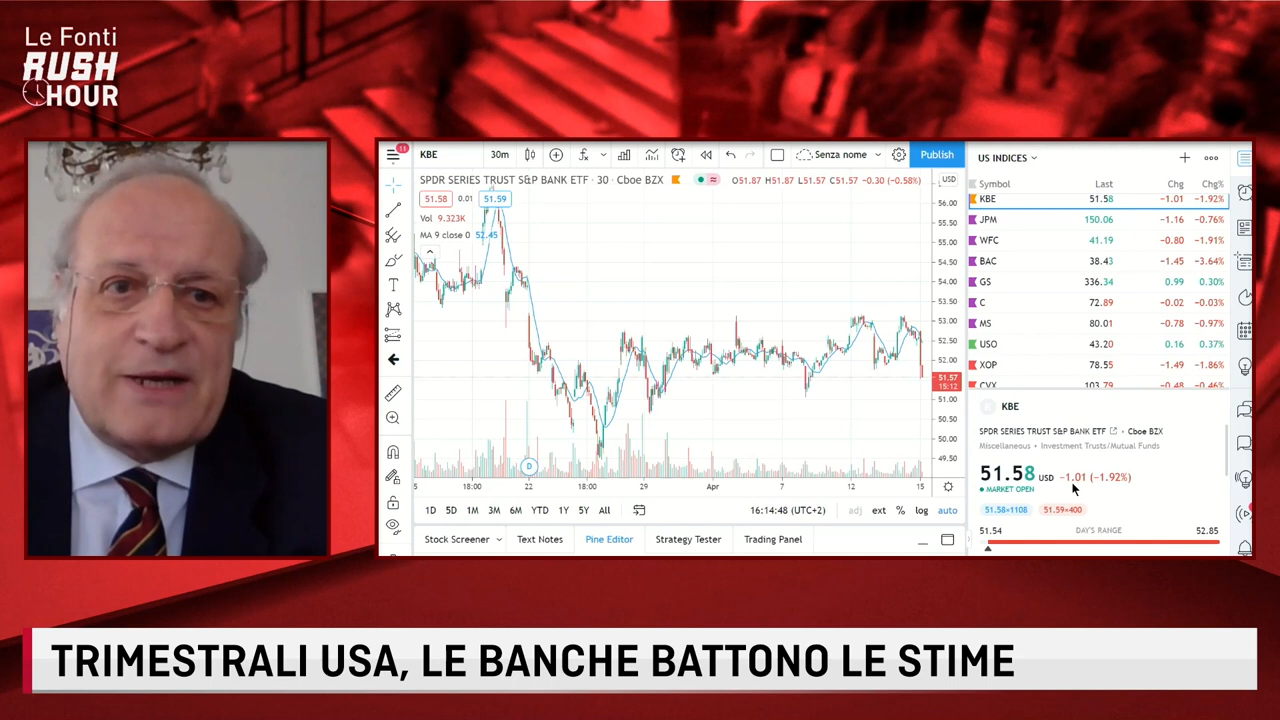 Le Fonti
RUSH
HOUR
11
KBE
30m
Senza nome
Publish
SPDR SERIES TRUST S&P BANK ETF · 30 · Cboe BZX
O51.87 H51.87 L51.57 C51.57 −0.30 (−0.58%)
USD
51.58
0.01
51.59
Vol 9.323K
MA 9 close 0 52.45
56.00
55.00
54.50
54.00
53.50
53.00
52.50
52.00
51.57
15:12
51.00
50.50
50.00
49.50
D
5
18:00
22
18:00
29
Apr
7
12
15
1D 5D 1M 3M 6M YTD 1Y 5Y All
16:14:48 (UTC+2)
adj ext % log auto
Stock Screener
Text Notes
Pine Editor
Strategy Tester
Trading Panel
US INDICES
Symbol Last Chg Chg%
KBE 51.58 −1.01 −1.92%
JPM 150.06 −1.16 −0.76%
WFC 41.19 −0.80 −1.91%
BAC 38.43 −1.45 −3.64%
GS 336.34 0.99 0.30%
C 72.89 −0.02 −0.03%
MS 80.01 −0.78 −0.97%
USO 43.20 0.16 0.37%
XOP 78.55 −1.49 −1.86%
CVX 103.79 −0.48 −0.46%
KBE
SPDR SERIES TRUST S&P BANK ETF • Cboe BZX
Miscellaneous • Investment Trusts/Mutual Funds
51.58 USD −1.01 (−1.92%)
MARKET OPEN
51.58×1108
51.59×400
51.54 DAY'S RANGE 52.85
TRIMESTRALI USA, LE BANCHE BATTONO LE STIME